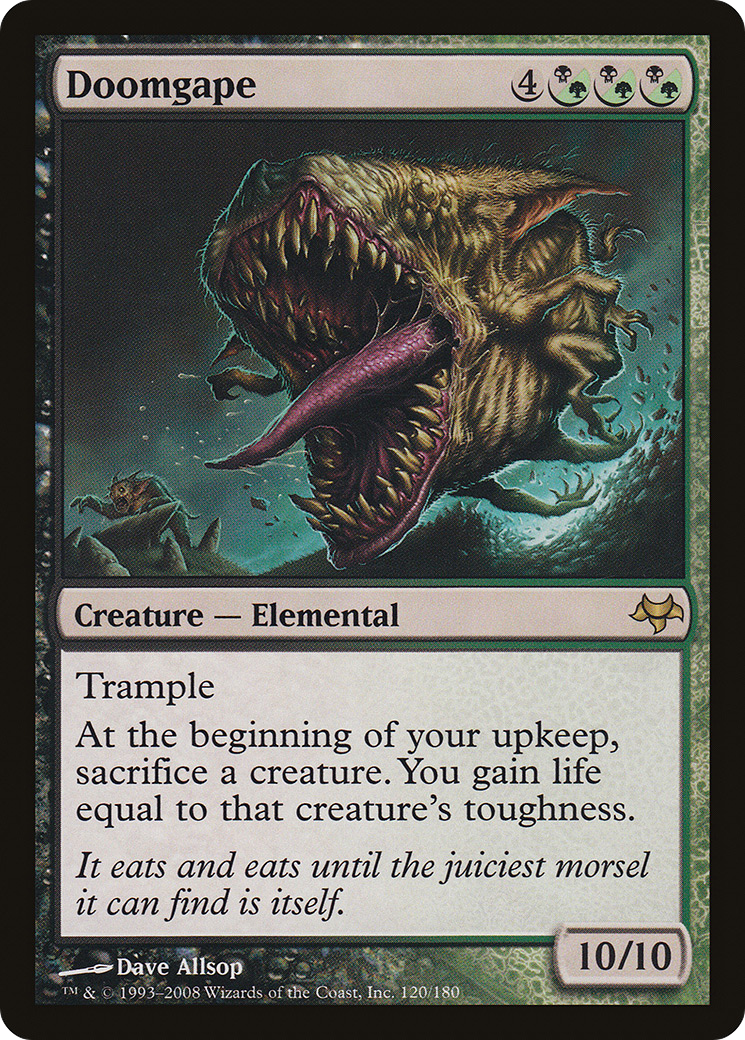 Doomgape 4
Creature — Elemental
Trample
At the beginning of your upkeep,
sacrifice a creature. You gain life
equal to that creature's toughness.
It eats and eats until the juiciest morsel
it can find is itself.
10/10
Dave Allsop
™ & © 1993–2008 Wizards of the Coast, Inc. 120/180